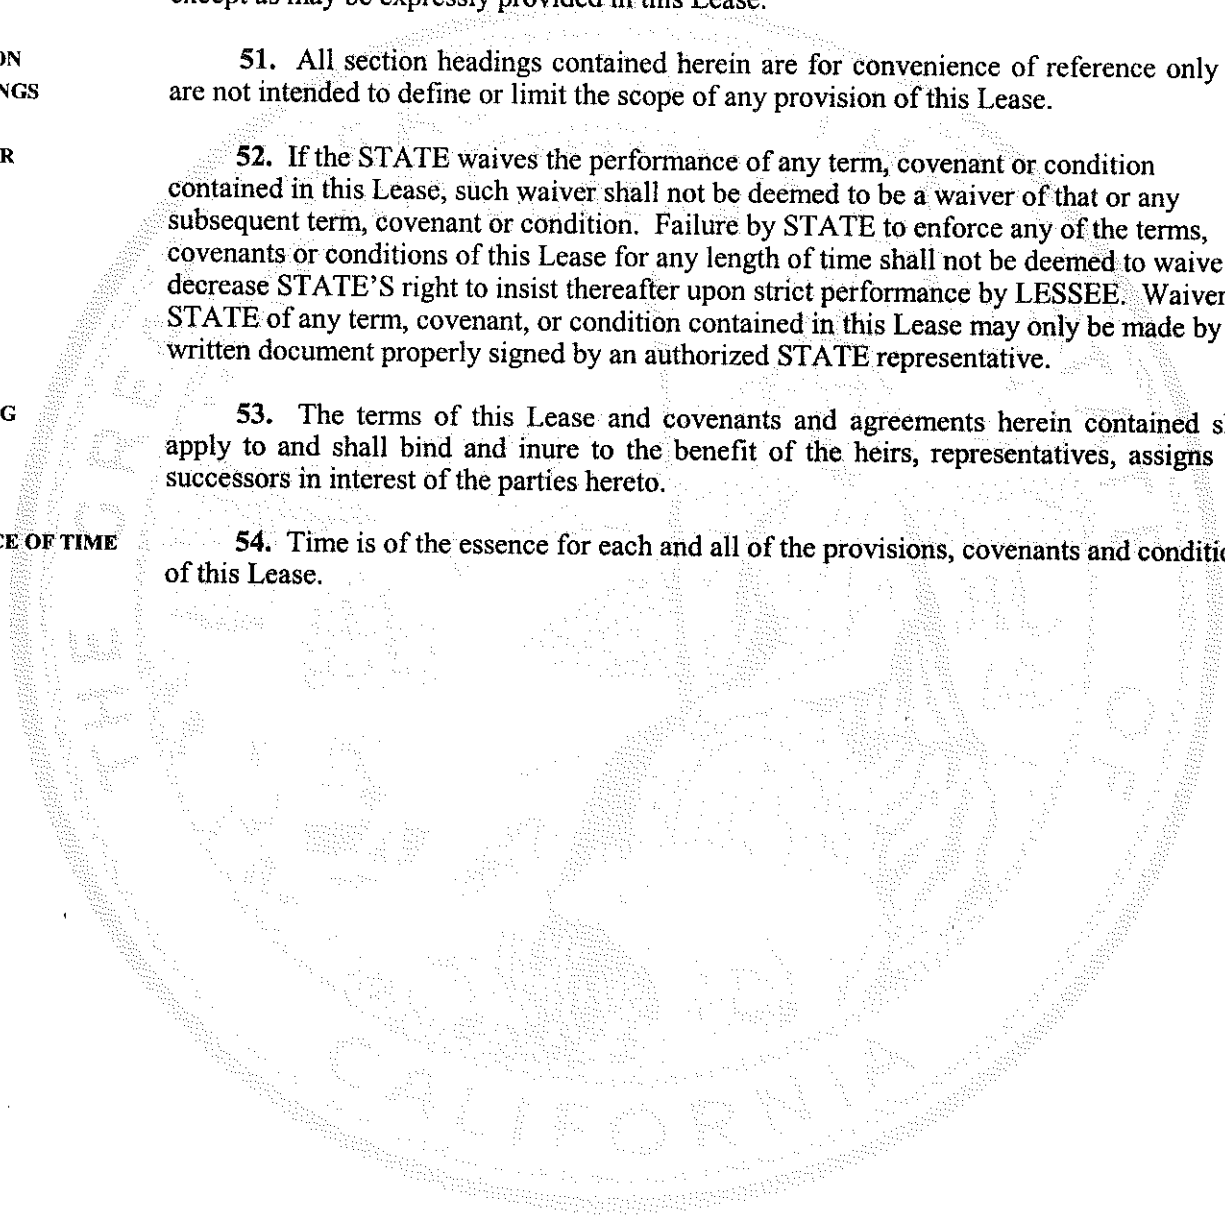 except as may be expressly provided in this Lease.
ON
NGS
51. All section headings contained herein are for convenience of reference only
are not intended to define or limit the scope of any provision of this Lease.
R
52. If the STATE waives the performance of any term, covenant or condition
contained in this Lease, such waiver shall not be deemed to be a waiver of that or any
subsequent term, covenant or condition. Failure by STATE to enforce any of the terms,
covenants or conditions of this Lease for any length of time shall not be deemed to waive
decrease STATE'S right to insist thereafter upon strict performance by LESSEE. Waiver
STATE of any term, covenant, or condition contained in this Lease may only be made by
written document properly signed by an authorized STATE representative.
G
53. The terms of this Lease and covenants and agreements herein contained s
apply to and shall bind and inure to the benefit of the heirs, representatives, assigns
successors in interest of the parties hereto.
CE OF TIME
54. Time is of the essence for each and all of the provisions, covenants and conditio
of this Lease.
THE GREAT
OF
CALIFORNIA